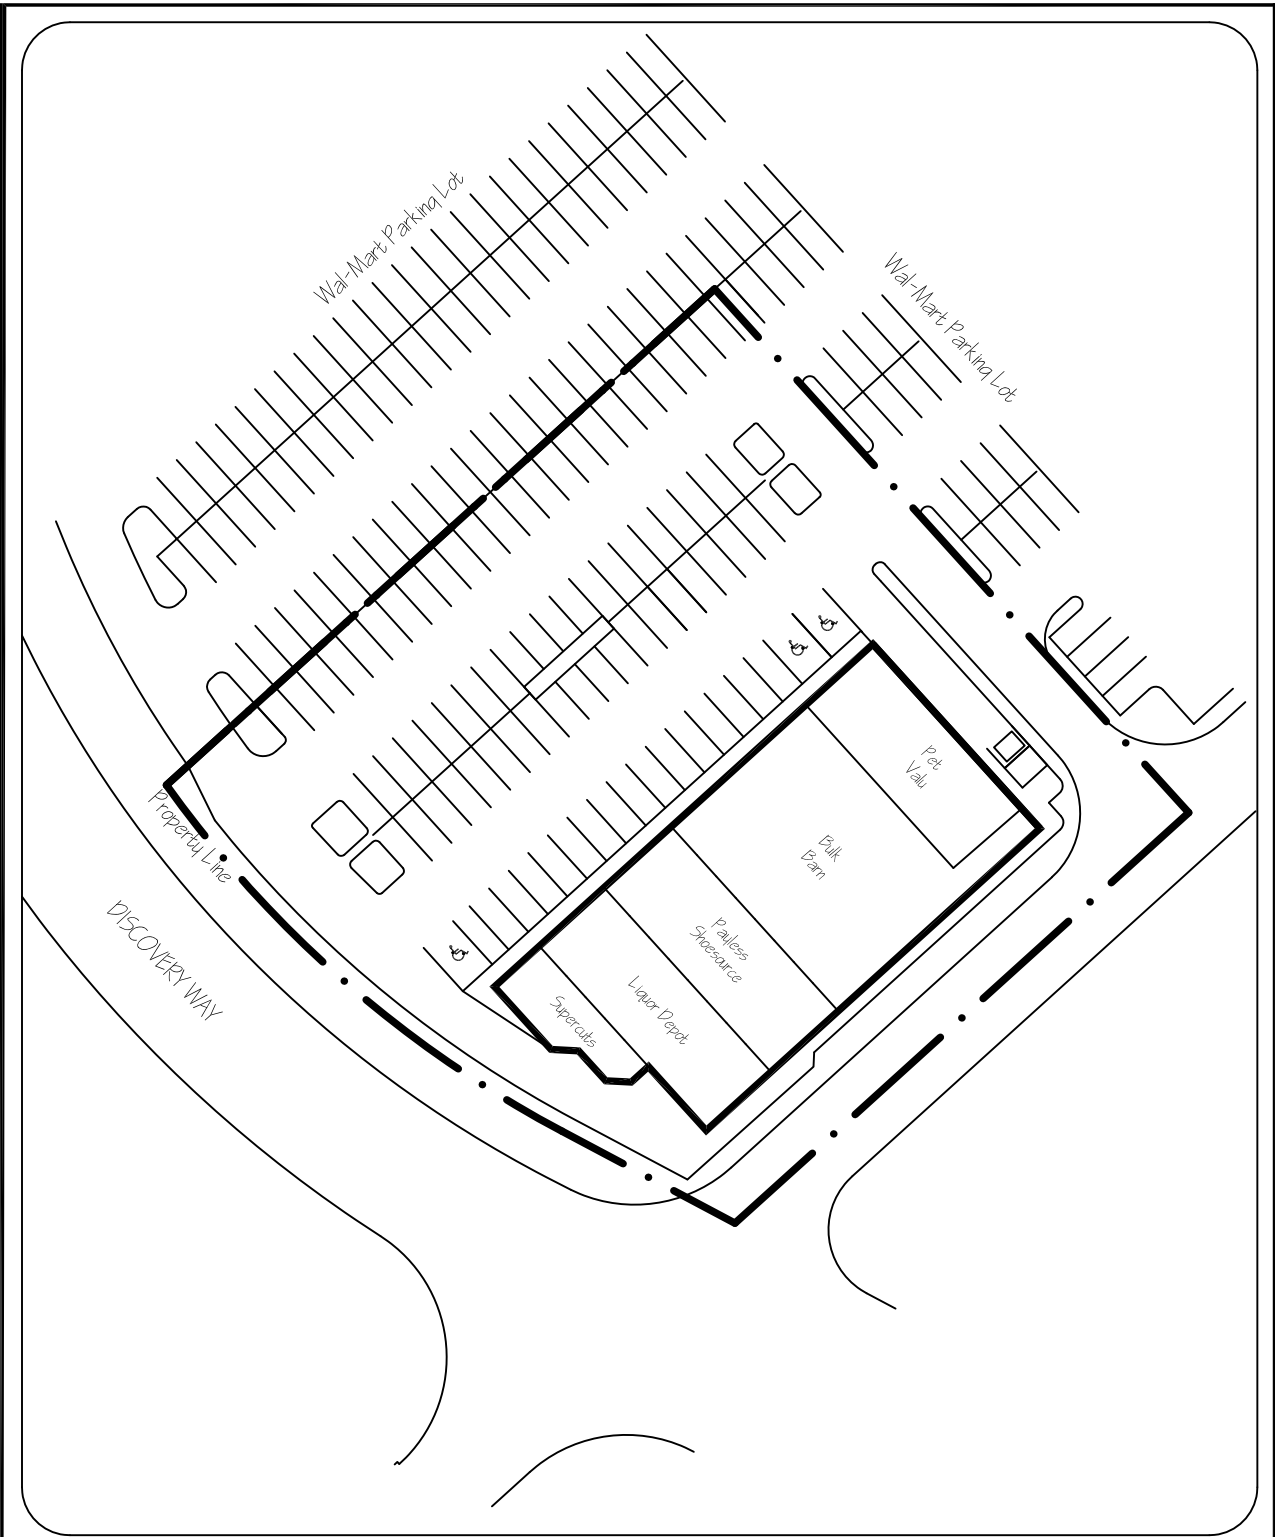 Wal-Mart Parking Lot
Wal-Mart Parking Lot
Property Line
DISCOVERY WAY
Pet
Valu
Bulk
Barn
Payless
Shoesource
Liquor Depot
Supercuts